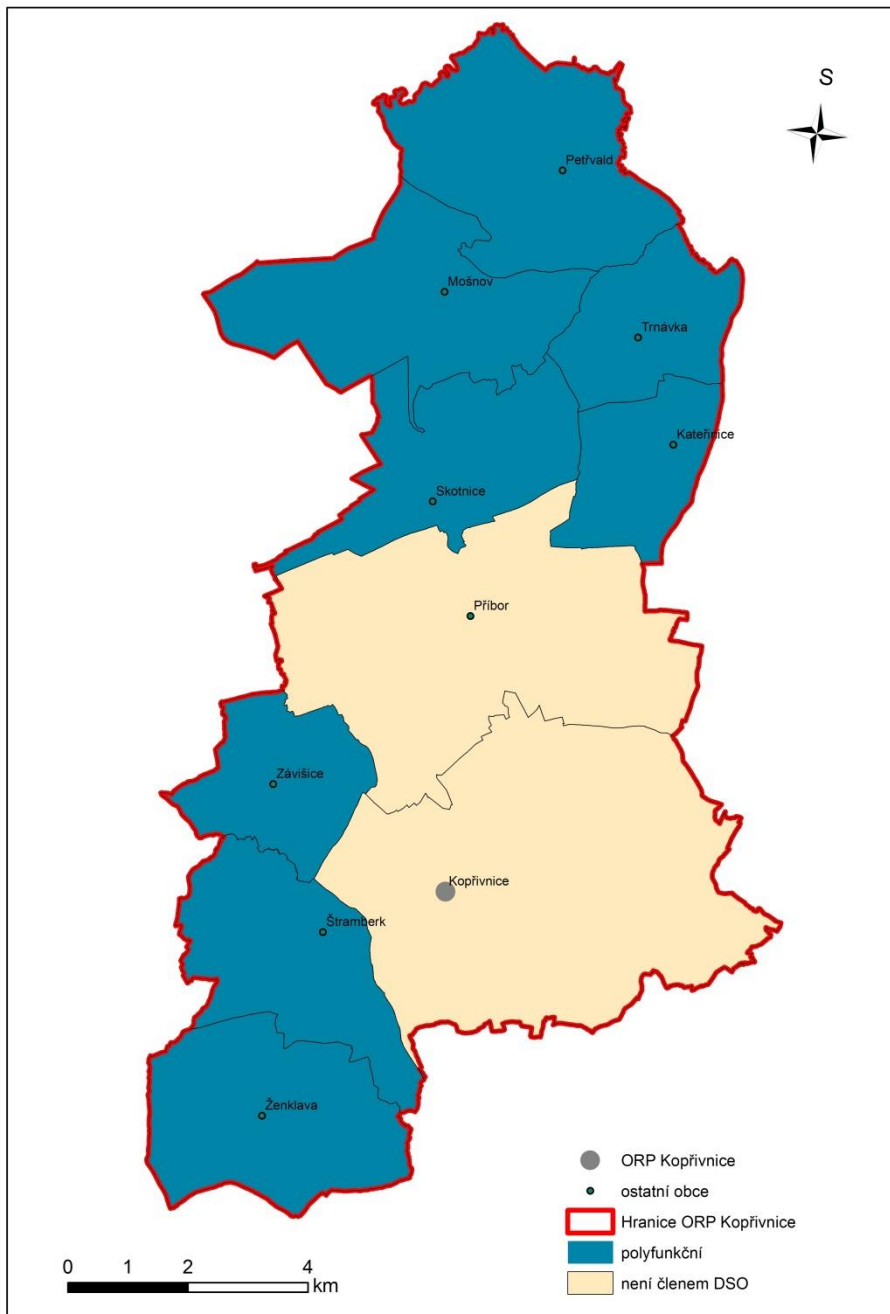 S
Petřvald
Mošnov
Trnávka
Kateřinice
Skotnice
Příbor
Závišice
Kopřivnice
Štramberk
Ženklava
ORP Kopřivnice
ostatní obce
Hranice ORP Kopřivnice
polyfunkční
není členem DSO
0 2 4
km